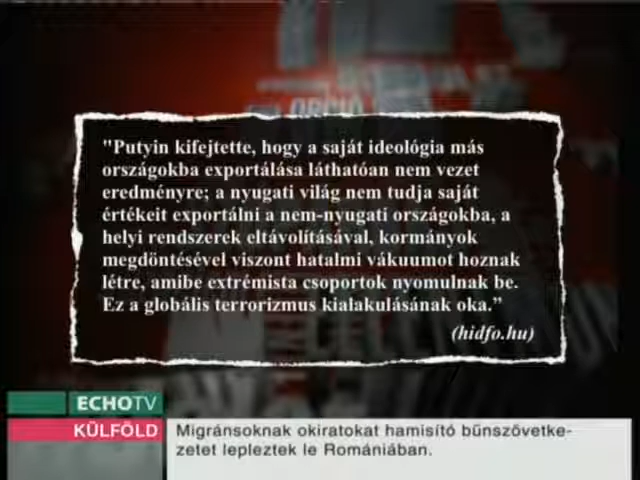 "Putyin kifejtette, hogy a saját ideológia más
országokba exportálása láthatóan nem vezet
eredményre; a nyugati világ nem tudja saját
értékeit exportálni a nem-nyugati országokba, a
helyi rendszerek eltávolításával, kormányok
megdöntésével viszont hatalmi vákuumot hoznak
létre, amibe extrémista csoportok nyomulnak be.
Ez a globális terrorizmus kialakulásának oka.”
(hidfo.hu)
ECHOTV
KÜLFÖLD
Migránsoknak okiratokat hamisító bűnszövetke-
zetet lepleztek le Romániában.